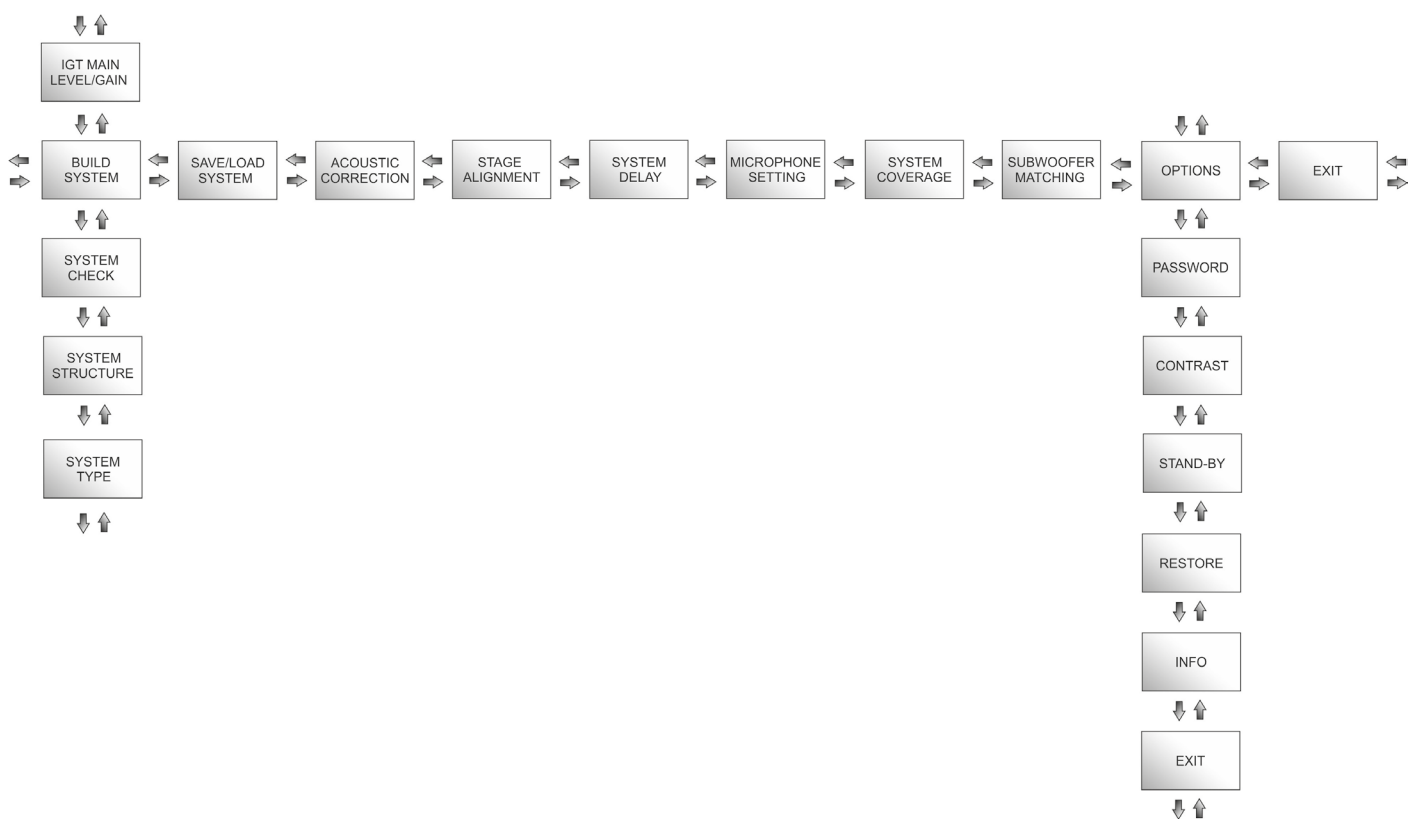 IGT MAIN
LEVEL/GAIN
BUILD
SYSTEM
SAVE/LOAD
SYSTEM
ACOUSTIC
CORRECTION
STAGE
ALIGNMENT
SYSTEM
DELAY
MICROPHONE
SETTING
SYSTEM
COVERAGE
SUBWOOFER
MATCHING
OPTIONS
EXIT
SYSTEM
CHECK
SYSTEM
STRUCTURE
SYSTEM
TYPE
PASSWORD
CONTRAST
STAND-BY
RESTORE
INFO
EXIT